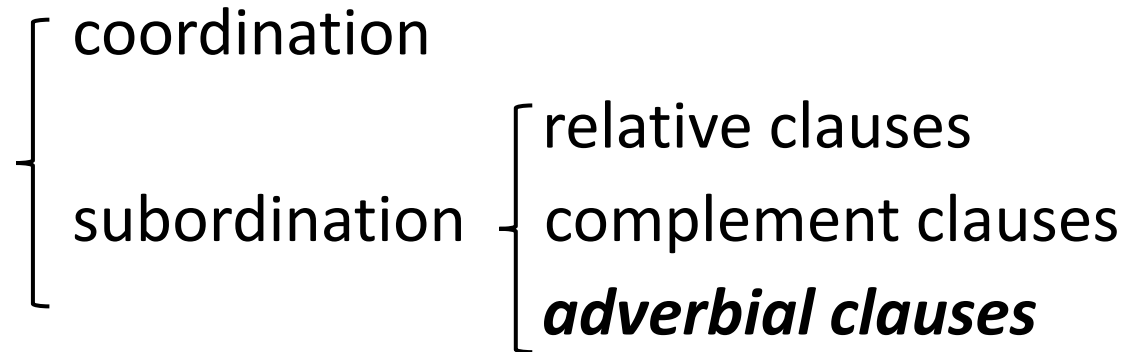 coordination
relative clauses
subordination
complement clauses
adverbial clauses